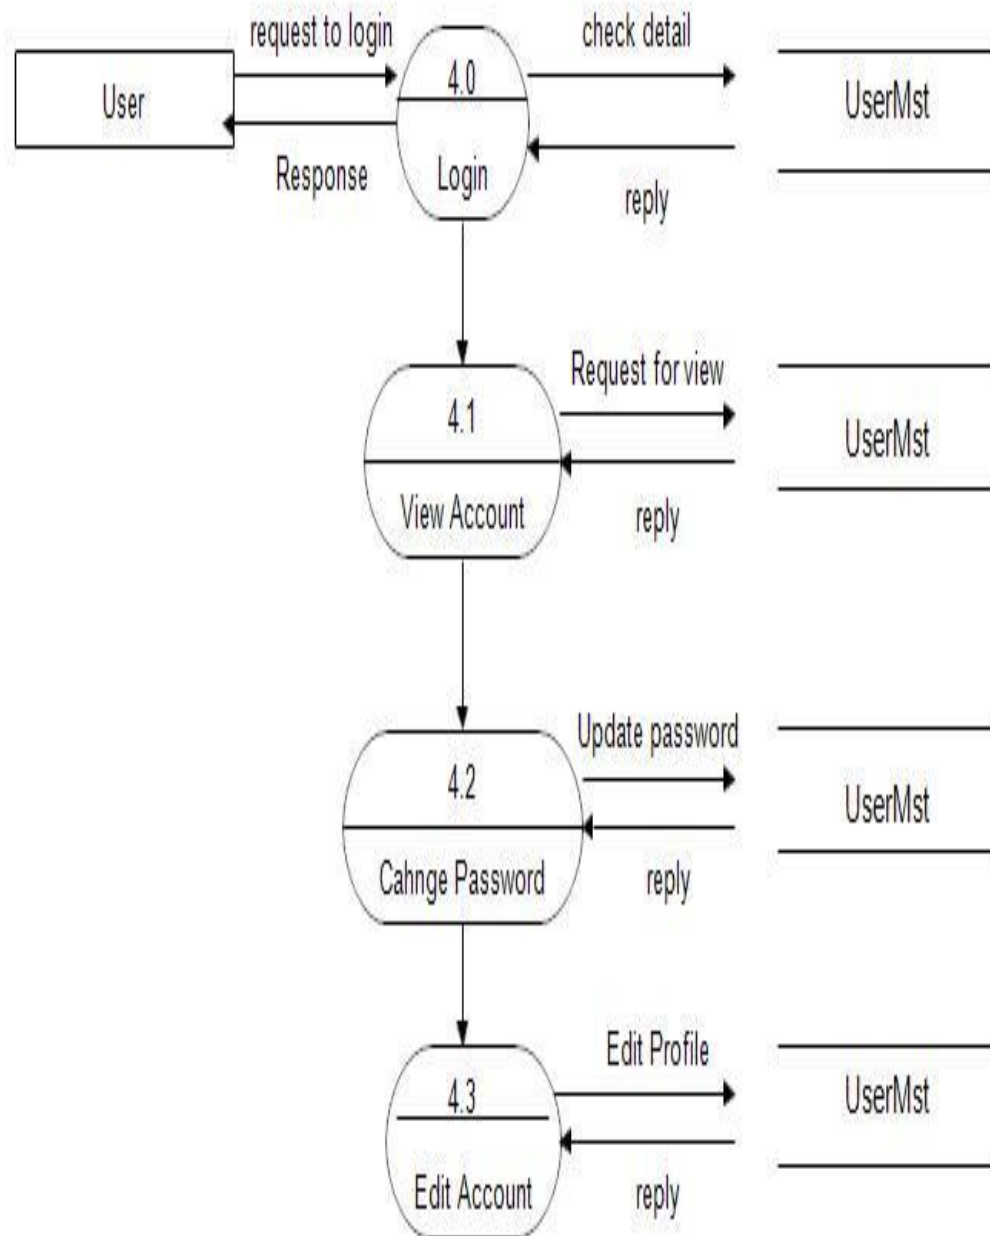 request to login
check detail
User
4.0
UserMst
Response
Login
reply
Request for view
4.1
UserMst
View Account
reply
Update password
4.2
UserMst
Cahnge Password
reply
Edit Profile
4.3
UserMst
Edit Account
reply